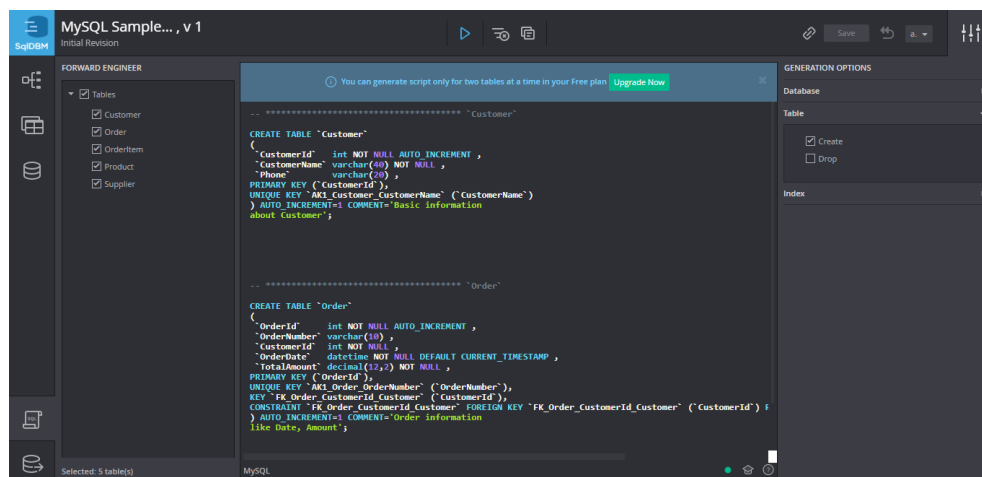 SqlDBM
MySQL Sample... , v 1
Initial Revision
Save
a.
FORWARD ENGINEER
Tables
Customer
Order
OrderItem
Product
Supplier
Selected: 5 table(s)
You can generate script only for two tables at a time in your Free plan Upgrade Now
-- ************************************** `Customer`
CREATE TABLE `Customer`
(
`CustomerId` int NOT NULL AUTO_INCREMENT ,
`CustomerName` varchar(40) NOT NULL ,
`Phone` varchar(20) ,
PRIMARY KEY (`CustomerId`),
UNIQUE KEY `AK1_Customer_CustomerName` (`CustomerName`)
) AUTO_INCREMENT=1 COMMENT='Basic information
about Customer';
-- ************************************** `Order`
CREATE TABLE `Order`
(
`OrderId` int NOT NULL AUTO_INCREMENT ,
`OrderNumber` varchar(10) ,
`CustomerId` int NOT NULL ,
`OrderDate` datetime NOT NULL DEFAULT CURRENT_TIMESTAMP ,
`TotalAmount` decimal(12,2) NOT NULL ,
PRIMARY KEY (`OrderId`),
UNIQUE KEY `AK1_Order_OrderNumber` (`OrderNumber`),
KEY `FK_Order_CustomerId_Customer` (`CustomerId`),
CONSTRAINT `FK_Order_CustomerId_Customer` FOREIGN KEY `FK_Order_CustomerId_Customer` (`CustomerId`)
) AUTO_INCREMENT=1 COMMENT='Order information
like Date, Amount';
MySQL
GENERATION OPTIONS
Database
Table
Create
Drop
Index